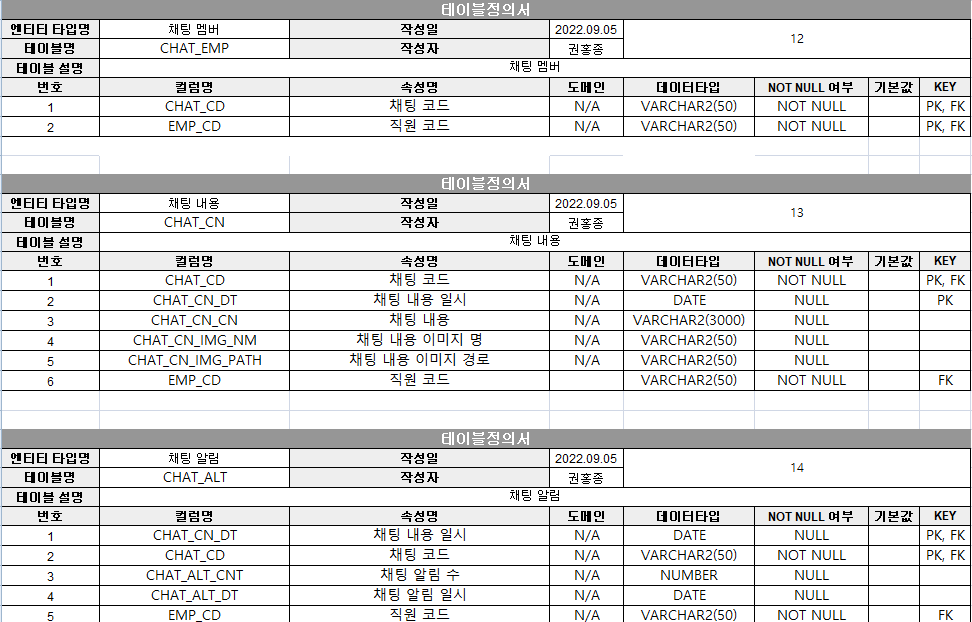 테이블정의서
엔티티 타입명 채팅 멤버 작성일 2022.09.05 12
테이블명 CHAT_EMP 작성자 권홍종
테이블 설명 채팅 멤버
번호 컬럼명 속성명 도메인 데이터타입 NOT NULL 여부 기본값 KEY
1 CHAT_CD 채팅 코드 N/A VARCHAR2(50) NOT NULL PK, FK
2 EMP_CD 직원 코드 N/A VARCHAR2(50) NOT NULL PK, FK
테이블정의서
엔티티 타입명 채팅 내용 작성일 2022.09.05 13
테이블명 CHAT_CN 작성자 권홍종
테이블 설명 채팅 내용
번호 컬럼명 속성명 도메인 데이터타입 NOT NULL 여부 기본값 KEY
1 CHAT_CD 채팅 코드 N/A VARCHAR2(50) NOT NULL PK, FK
2 CHAT_CN_DT 채팅 내용 일시 N/A DATE NULL PK
3 CHAT_CN_CN 채팅 내용 N/A VARCHAR2(3000) NULL
4 CHAT_CN_IMG_NM 채팅 내용 이미지 명 N/A VARCHAR2(50) NULL
5 CHAT_CN_IMG_PATH 채팅 내용 이미지 경로 N/A VARCHAR2(50) NULL
6 EMP_CD 직원 코드 VARCHAR2(50) NOT NULL FK
테이블정의서
엔티티 타입명 채팅 알림 작성일 2022.09.05 14
테이블명 CHAT_ALT 작성자 권홍종
테이블 설명 채팅 알림
번호 컬럼명 속성명 도메인 데이터타입 NOT NULL 여부 기본값 KEY
1 CHAT_CN_DT 채팅 내용 일시 N/A DATE NULL PK, FK
2 CHAT_CD 채팅 코드 N/A VARCHAR2(50) NOT NULL PK, FK
3 CHAT_ALT_CNT 채팅 알림 수 N/A NUMBER NULL
4 CHAT_ALT_DT 채팅 알림 일시 N/A DATE NULL
5 EMP_CD 직원 코드 N/A VARCHAR2(50) NOT NULL FK